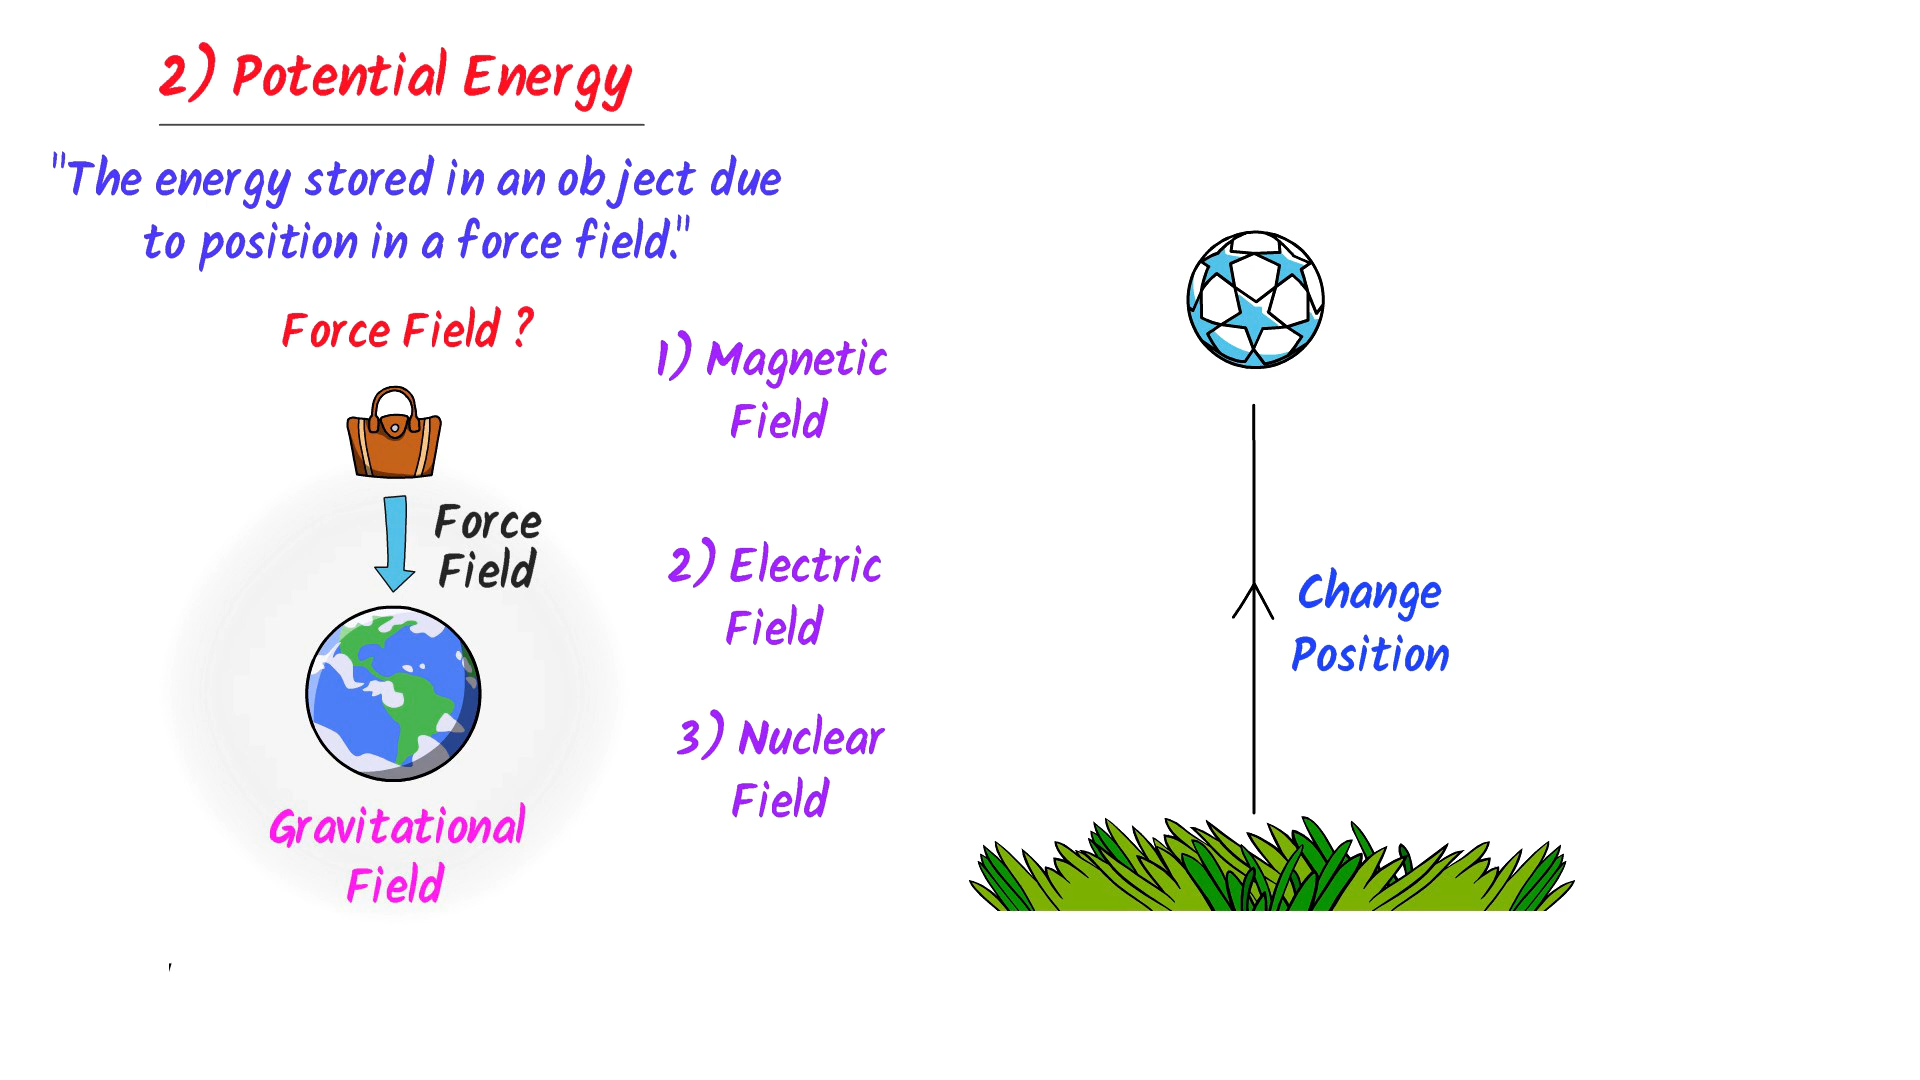 2) Potential Energy
"The energy stored in an object due
to position in a force field."
Force Field ?
Force
Field
Gravitational
Field
1) Magnetic
Field
2) Electric
Field
3) Nuclear
Field
Change
Position